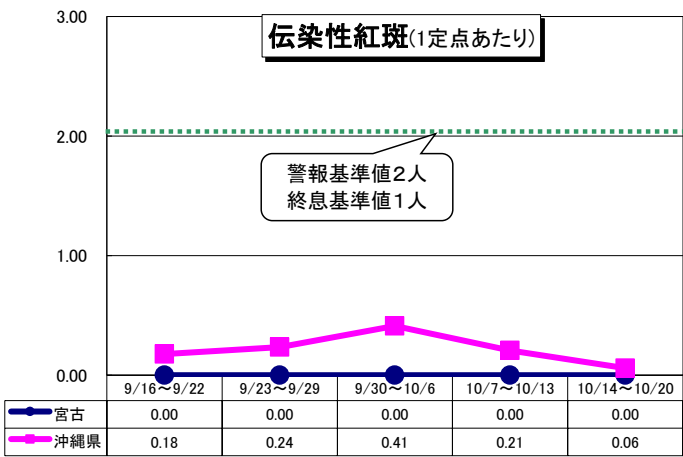 3.00
伝染性紅斑(1定点あたり)
2.00
警報基準値2人
終息基準値1人
1.00
0.00
9/16～9/22 9/23～9/29 9/30～10/6 10/7～10/13 10/14～10/20
宮古 0.00 0.00 0.00 0.00 0.00
沖縄県 0.18 0.24 0.41 0.21 0.06